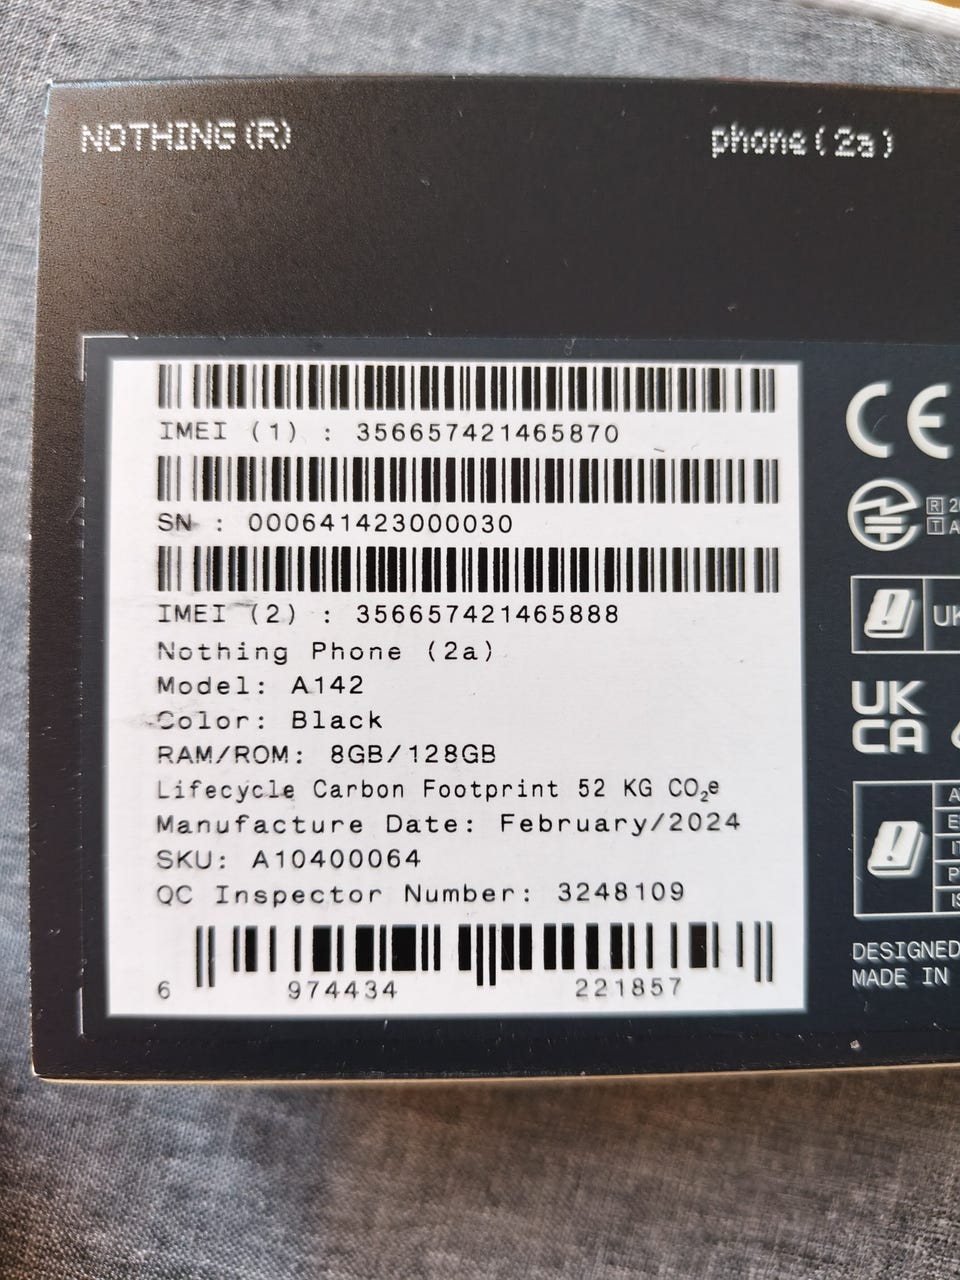 NOTHING(R)
phone(2a)
IMEI (1) : 356657421465870
SN : 000641423000030
IMEI (2) : 356657421465888
Nothing Phone (2a)
Model: A142
Color: Black
RAM/ROM: 8GB/128GB
Lifecycle Carbon Footprint 52 KG CO₂e
Manufacture Date: February/2024
SKU: A10400064
QC Inspector Number: 3248109
6 974434 221857
CE
R
T
UK
UK
CA
DESIGNED
MADE IN